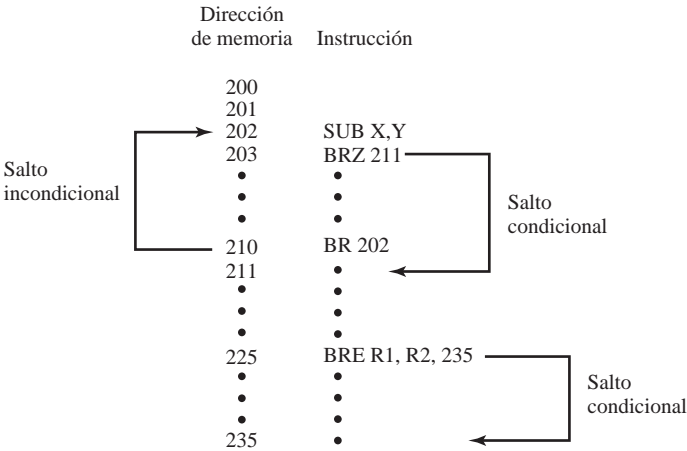 Dirección
de memoria Instrucción
200
201
202 SUB X,Y
203 BRZ 211
Salto
incondicional
Salto
condicional
210 BR 202
211
225 BRE R1, R2, 235
Salto
condicional
235